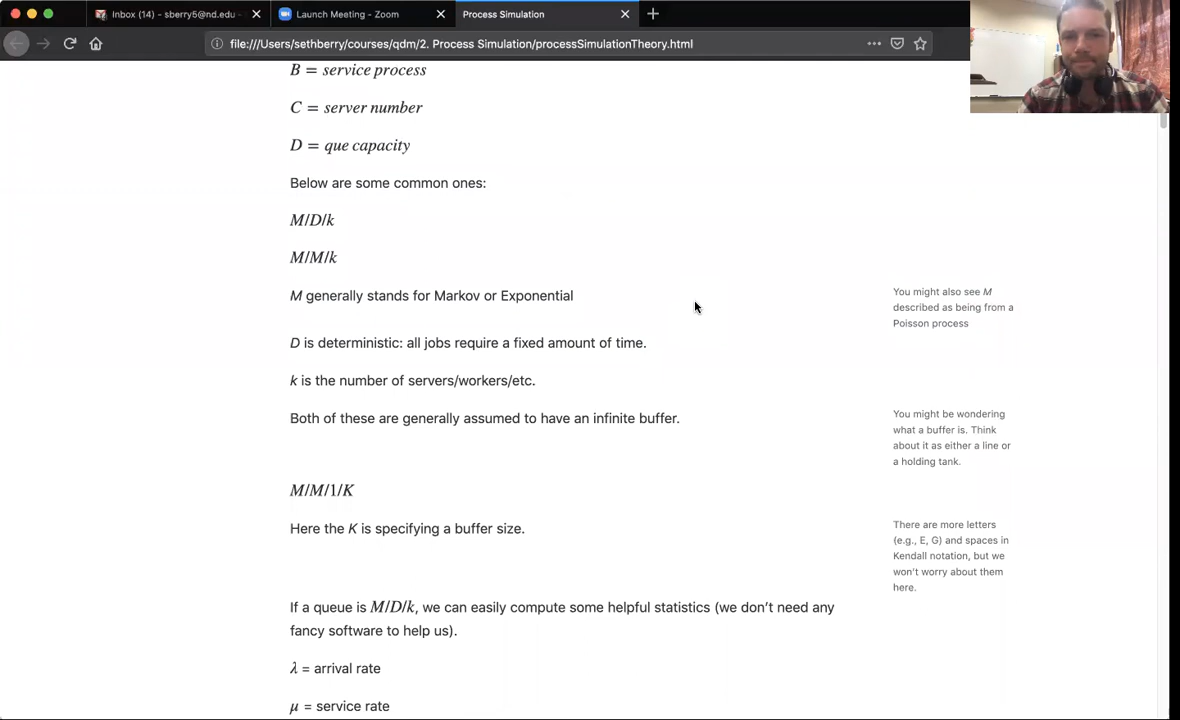 Inbox (14) - sberry5@nd.edu -
Launch Meeting - Zoom
Process Simulation
file:///Users/sethberry/courses/qdm/2. Process Simulation/processSimulationTheory.html
B = service process
C = server number
D = que capacity
Below are some common ones:
M/D/k
M/M/k
M generally stands for Markov or Exponential
You might also see M
described as being from a
Poisson process
D is deterministic: all jobs require a fixed amount of time.
k is the number of servers/workers/etc.
Both of these are generally assumed to have an infinite buffer.
You might be wondering
what a buffer is. Think
about it as either a line or
a holding tank.
M/M/1/K
Here the K is specifying a buffer size.
There are more letters
(e.g., E, G) and spaces in
Kendall notation, but we
won't worry about them
here.
If a queue is M/D/k, we can easily compute some helpful statistics (we don't need any
fancy software to help us).
λ = arrival rate
μ = service rate